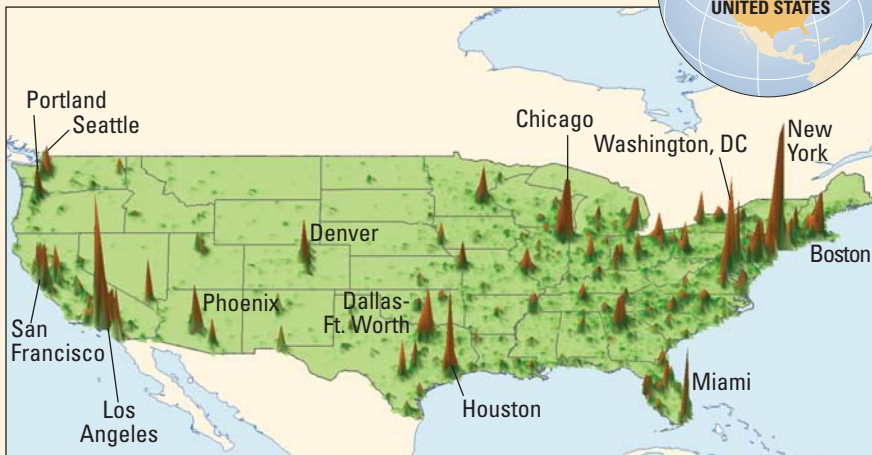 UNITED STATES
Portland
Seattle
Chicago
Washington, DC
New
York
Denver
Boston
Phoenix
Dallas-
Ft. Worth
San
Francisco
Los
Angeles
Houston
Miami